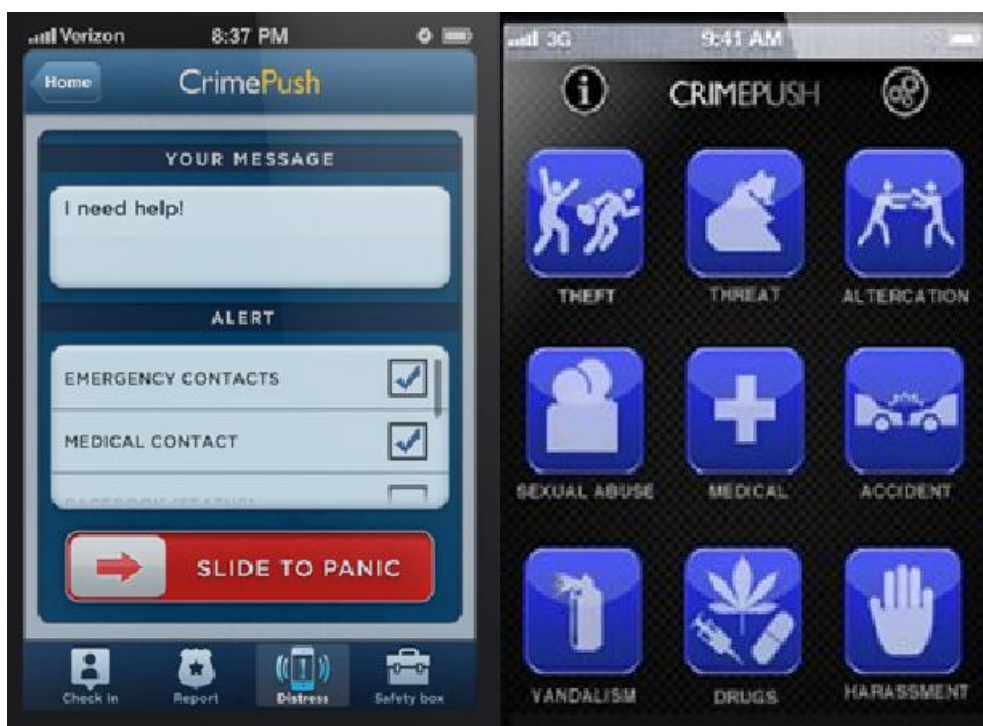 Verizon 8:37 PM
Home CrimePush
YOUR MESSAGE
I need help!
ALERT
EMERGENCY CONTACTS
MEDICAL CONTACT
FACEBOOK (STATUS)
SLIDE TO PANIC
Check in Report Distress Safety box
3G 9:41 AM
i CRIMEPUSH
THEFT THREAT ALTERCATION
SEXUAL ABUSE MEDICAL ACCIDENT
VANDALISM DRUGS HARASSMENT